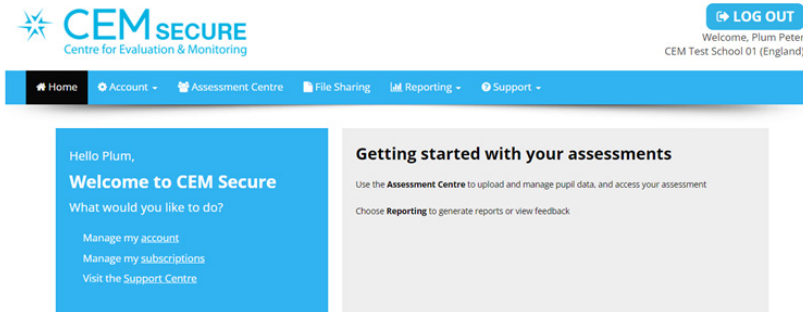 CEM SECURE
Centre for Evaluation & Monitoring
LOG OUT
Welcome, Plum Peter
CEM Test School 01 (England)
Home Account Assessment Centre File Sharing Reporting Support
Hello Plum,
Welcome to CEM Secure
What would you like to do?
Manage my account
Manage my subscriptions
Visit the Support Centre
Getting started with your assessments
Use the Assessment Centre to upload and manage pupil data, and access your assessment
Choose Reporting to generate reports or view feedback